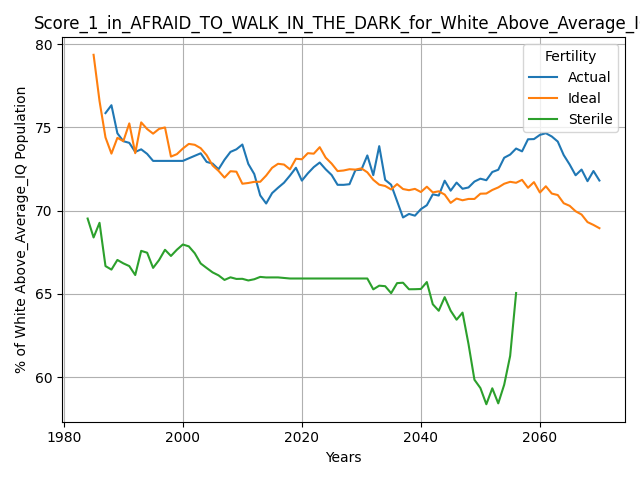 Score_1_in_AFRAID_TO_WALK_IN_THE_DARK_for_White_Above_Average_I
Fertility
Actual
Ideal
Sterile
% of White Above_Average_IQ Population
80
75
70
65
60
1980
2000
2020
2040
2060
Years